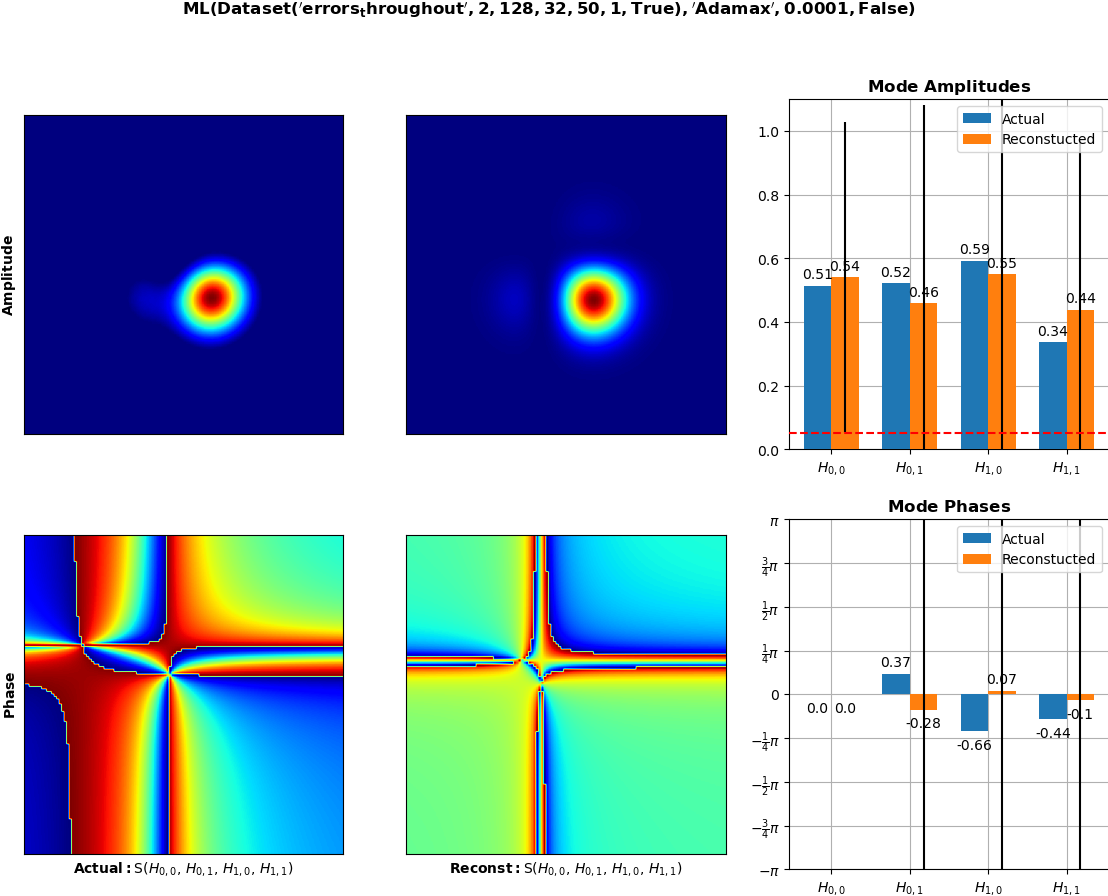 ML(Dataset('errors_throughout', 2, 128, 32, 50, 1, True), 'Adamax', 0.0001, False)
Amplitude
Mode Amplitudes
Actual
Reconstucted
1.0
0.8
0.6
0.4
0.2
0.0
0.51
0.54
0.52
0.46
0.59
0.55
0.34
0.44
H0,0
H0,1
H1,0
H1,1
Phase
Actual: S(H0,0, H0,1, H1,0, H1,1)
Reconst: S(H0,0, H0,1, H1,0, H1,1)
Mode Phases
Actual
Reconstucted
π
3/4π
1/2π
1/4π
0
−1/4π
−1/2π
−3/4π
−π
0.0
0.0
0.37
-0.28
-0.66
0.07
-0.44
-0.1
H0,0
H0,1
H1,0
H1,1